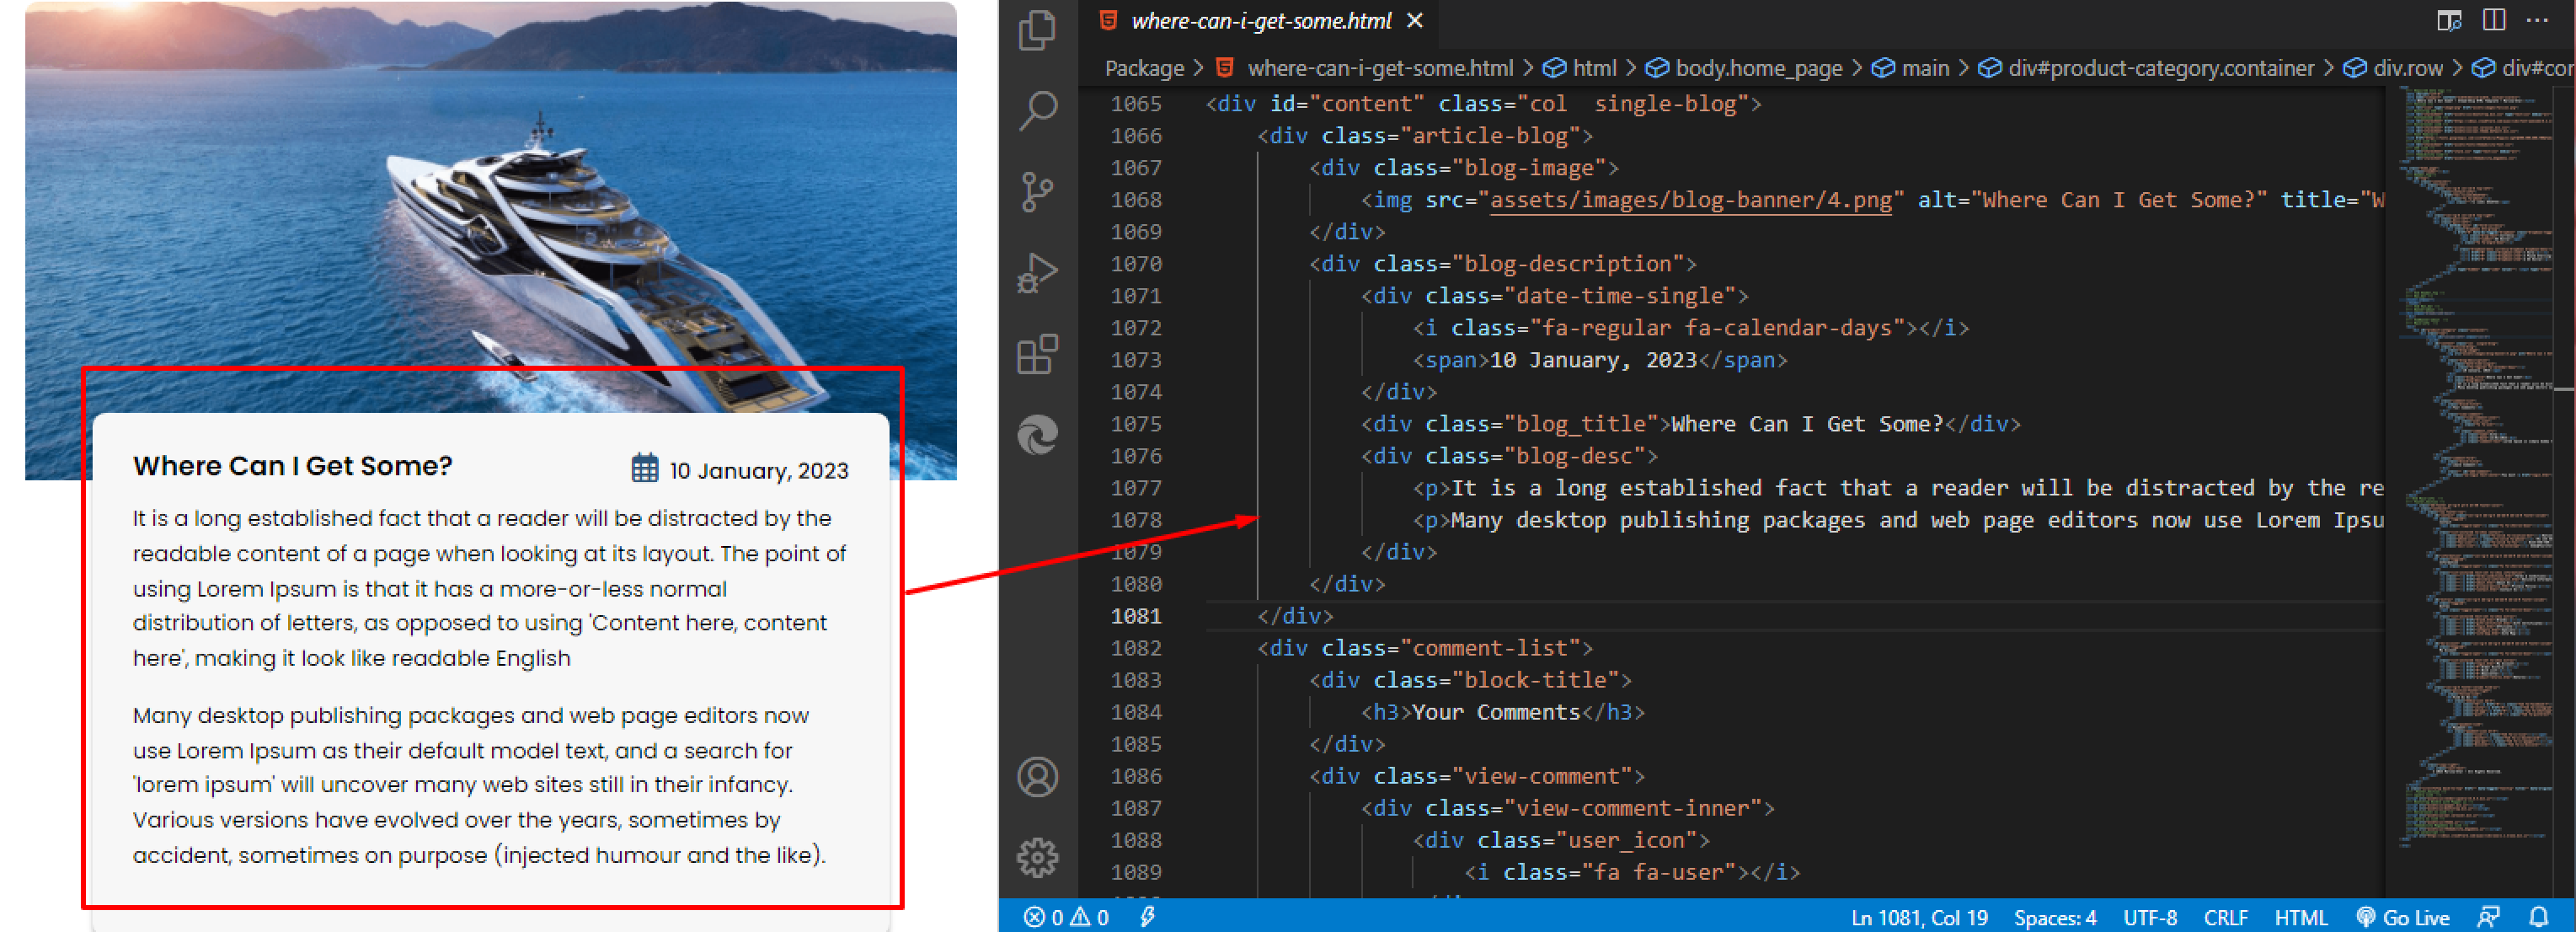 Where Can I Get Some?
10 January, 2023
It is a long established fact that a reader will be distracted by the
readable content of a page when looking at its layout. The point of
using Lorem Ipsum is that it has a more-or-less normal
distribution of letters, as opposed to using 'Content here, content
here', making it look like readable English
Many desktop publishing packages and web page editors now
use Lorem Ipsum as their default model text, and a search for
'lorem ipsum' will uncover many web sites still in their infancy.
Various versions have evolved over the years, sometimes by
accident, sometimes on purpose (injected humour and the like).
where-can-i-get-some.html
Package > where-can-i-get-some.html > html > body.home_page > main > div#product-category.container > div.row > div#cor
1065 <div id="content" class="col  single-blog">
1066 <div class="article-blog">
1067 <div class="blog-image">
1068 <img src="assets/images/blog-banner/4.png" alt="Where Can I Get Some?" title="W
1069 </div>
1070 <div class="blog-description">
1071 <div class="date-time-single">
1072 <i class="fa-regular fa-calendar-days"></i>
1073 <span>10 January, 2023</span>
1074 </div>
1075 <div class="blog_title">Where Can I Get Some?</div>
1076 <div class="blog-desc">
1077 <p>It is a long established fact that a reader will be distracted by the re
1078 <p>Many desktop publishing packages and web page editors now use Lorem Ipsu
1079 </div>
1080 </div>
1081 </div>
1082 <div class="comment-list">
1083 <div class="block-title">
1084 <h3>Your Comments</h3>
1085 </div>
1086 <div class="view-comment">
1087 <div class="view-comment-inner">
1088 <div class="user_icon">
1089 <i class="fa fa-user"></i>
0 0 Ln 1081, Col 19 Spaces: 4 UTF-8 CRLF HTML Go Live